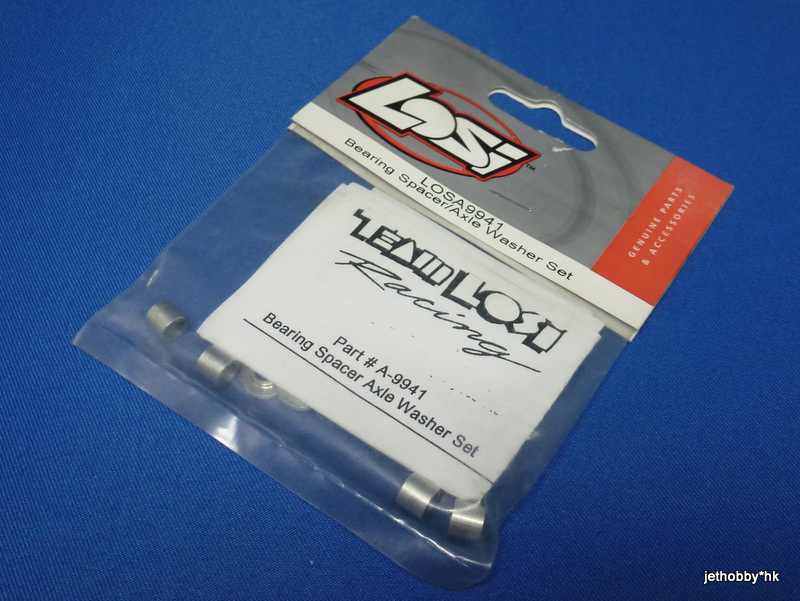 LOSi™
LOSA9941
Bearing Spacer/Axle Washer Set
GENUINE PARTS
& ACCESSORIES
TEAM LOSI
Racing
Part # A-9941
Bearing Spacer Axle Washer Set
jethobby*hk